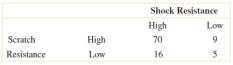 Shock Resistance
High Low
Scratch High 70 9
Resistance Low 16 5